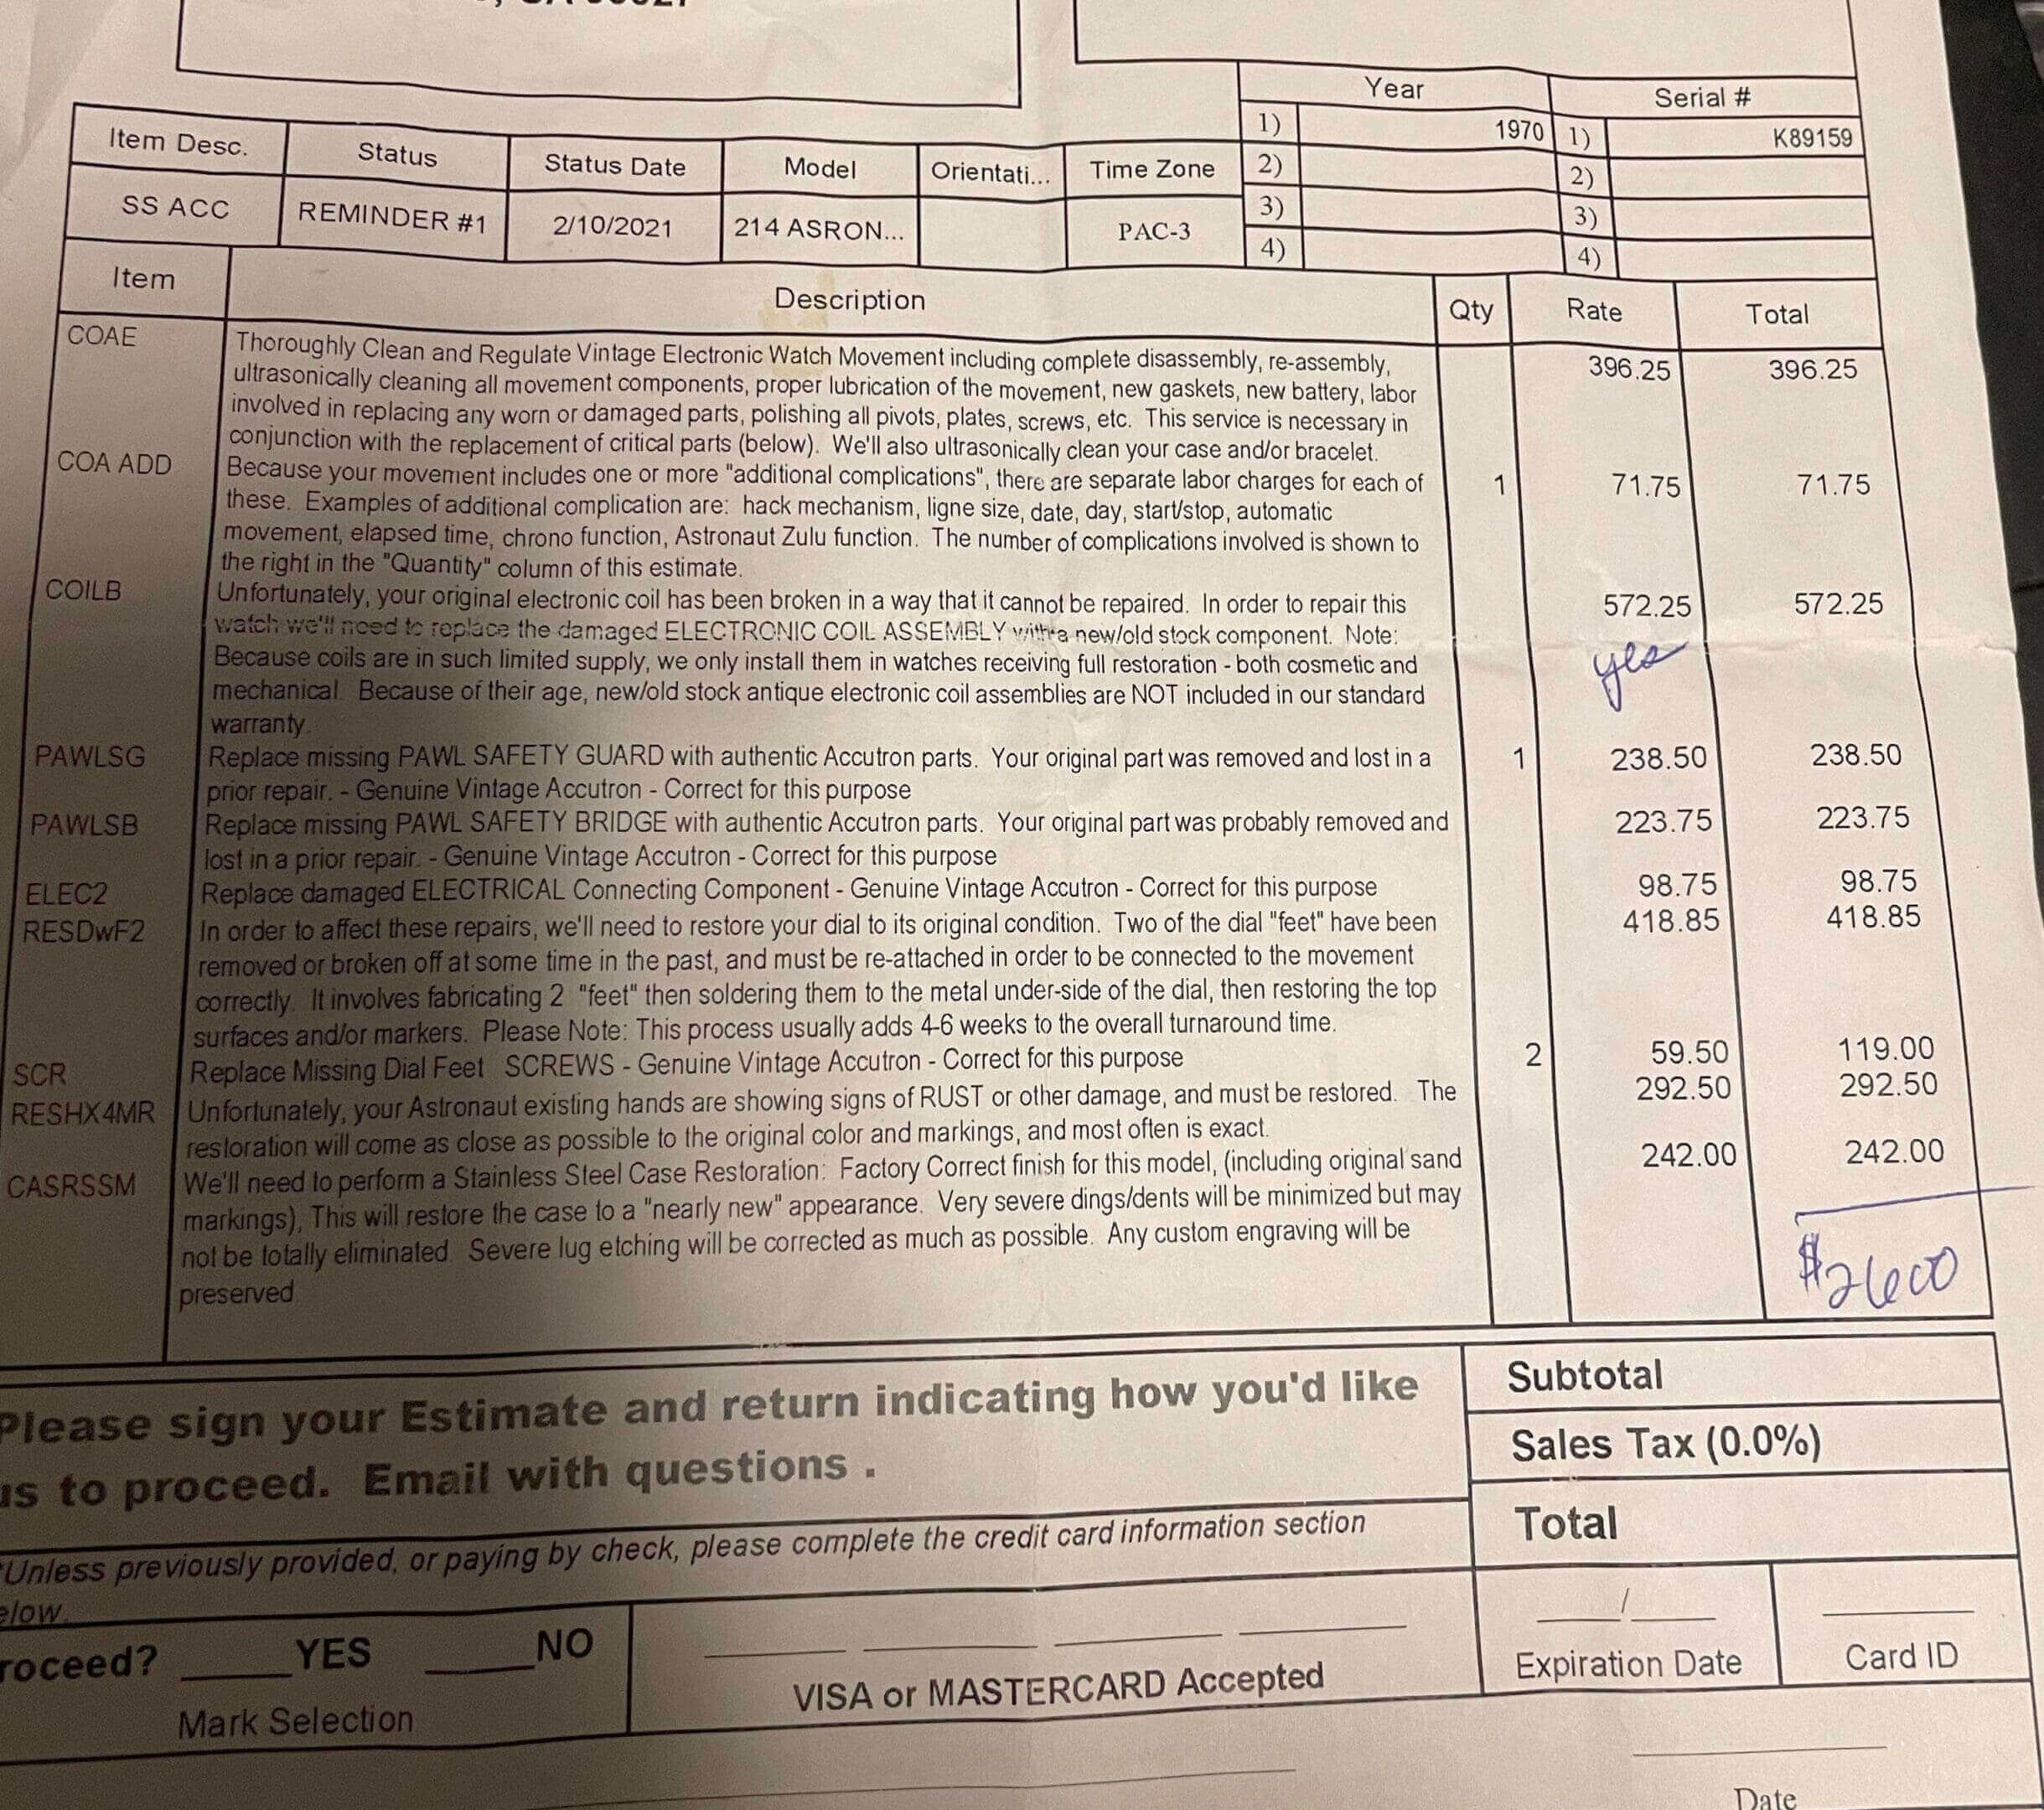 Year Serial #
1) 1970 1) K89159
2) 2)
3) 3)
4) 4)
Item Desc. Status Status Date Model Orientati... Time Zone
SS ACC REMINDER #1 2/10/2021 214 ASRON... PAC-3
Item Description Qty Rate Total
COAE Thoroughly Clean and Regulate Vintage Electronic Watch Movement including complete disassembly, re-assembly, 396.25 396.25
ultrasonically cleaning all movement components, proper lubrication of the movement, new gaskets, new battery, labor
involved in replacing any worn or damaged parts, polishing all pivots, plates, screws, etc. This service is necessary in
conjunction with the replacement of critical parts (below). We'll also ultrasonically clean your case and/or bracelet.
COA ADD Because your movement includes one or more "additional complications", there are separate labor charges for each of 1 71.75 71.75
these. Examples of additional complication are: hack mechanism, ligne size, date, day, start/stop, automatic
movement, elapsed time, chrono function, Astronaut Zulu function. The number of complications involved is shown to
the right in the "Quantity" column of this estimate.
COILB Unfortunately, your original electronic coil has been broken in a way that it cannot be repaired. In order to repair this 572.25 572.25
watch we'll need to replace the damaged ELECTRONIC COIL ASSEMBLY with a new/old stock component. Note:
Because coils are in such limited supply, we only install them in watches receiving full restoration - both cosmetic and yes
mechanical. Because of their age, new/old stock antique electronic coil assemblies are NOT included in our standard
warranty.
PAWLSG Replace missing PAWL SAFETY GUARD with authentic Accutron parts. Your original part was removed and lost in a 1 238.50 238.50
prior repair. - Genuine Vintage Accutron - Correct for this purpose
PAWLSB Replace missing PAWL SAFETY BRIDGE with authentic Accutron parts. Your original part was probably removed and 223.75 223.75
lost in a prior repair. - Genuine Vintage Accutron - Correct for this purpose
ELEC2 Replace damaged ELECTRICAL Connecting Component - Genuine Vintage Accutron - Correct for this purpose 98.75 98.75
RESDwF2 In order to affect these repairs, we'll need to restore your dial to its original condition. Two of the dial "feet" have been 418.85 418.85
removed or broken off at some time in the past, and must be re-attached in order to be connected to the movement
correctly. It involves fabricating 2 "feet" then soldering them to the metal under-side of the dial, then restoring the top
surfaces and/or markers. Please Note: This process usually adds 4-6 weeks to the overall turnaround time.
SCR Replace Missing Dial Feet SCREWS - Genuine Vintage Accutron - Correct for this purpose 2 59.50 119.00
RESHX4MR Unfortunately, your Astronaut existing hands are showing signs of RUST or other damage, and must be restored. The 292.50 292.50
restoration will come as close as possible to the original color and markings, and most often is exact.
CASRSSM We'll need to perform a Stainless Steel Case Restoration: Factory Correct finish for this model, (including original sand 242.00 242.00
markings), This will restore the case to a "nearly new" appearance. Very severe dings/dents will be minimized but may
not be totally eliminated. Severe lug etching will be corrected as much as possible. Any custom engraving will be
preserved
$2600
Please sign your Estimate and return indicating how you'd like
us to proceed. Email with questions .
Subtotal
Sales Tax (0.0%)
Total
*Unless previously provided, or paying by check, please complete the credit card information section
elow.
roceed? YES NO
Mark Selection
VISA or MASTERCARD Accepted
/
Expiration Date Card ID
Date